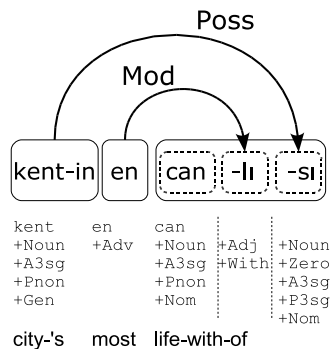 Poss
Mod
kent-in en can -lı -sı
kent en can
+Noun +Adv +Noun +Adj +Noun
+A3sg +A3sg +With +Zero
+Pnon +Pnon +A3sg
+Gen +Nom +P3sg
+Nom
city-'s most life-with-of